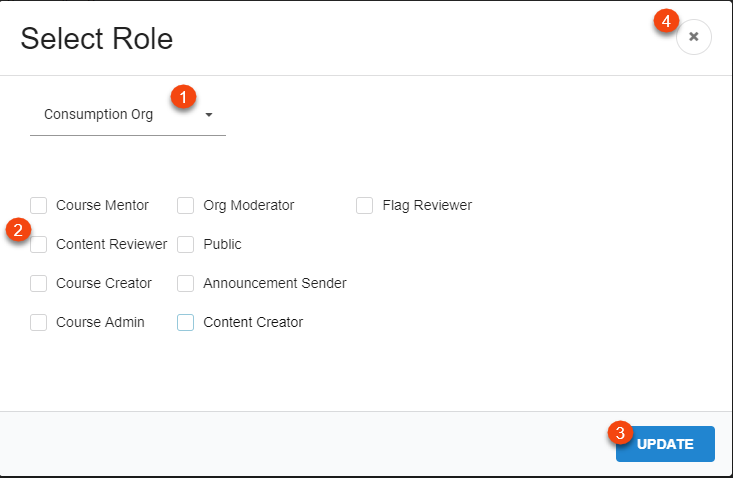 Select Role
4
×
1
Consumption Org
Course Mentor Org Moderator Flag Reviewer
2
Content Reviewer Public
Course Creator Announcement Sender
Course Admin Content Creator
3
UPDATE